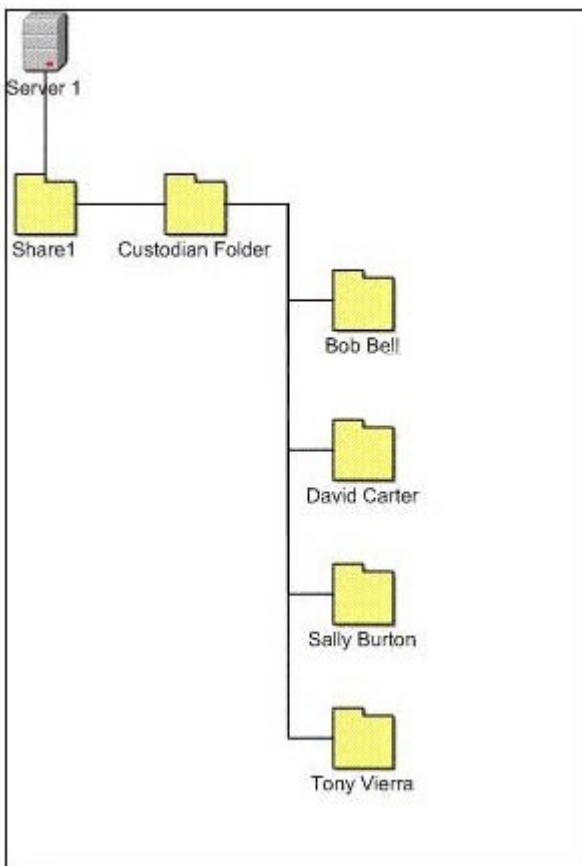 Server 1
Share1
Custodian Folder
Bob Bell
David Carter
Sally Burton
Tony Vierra